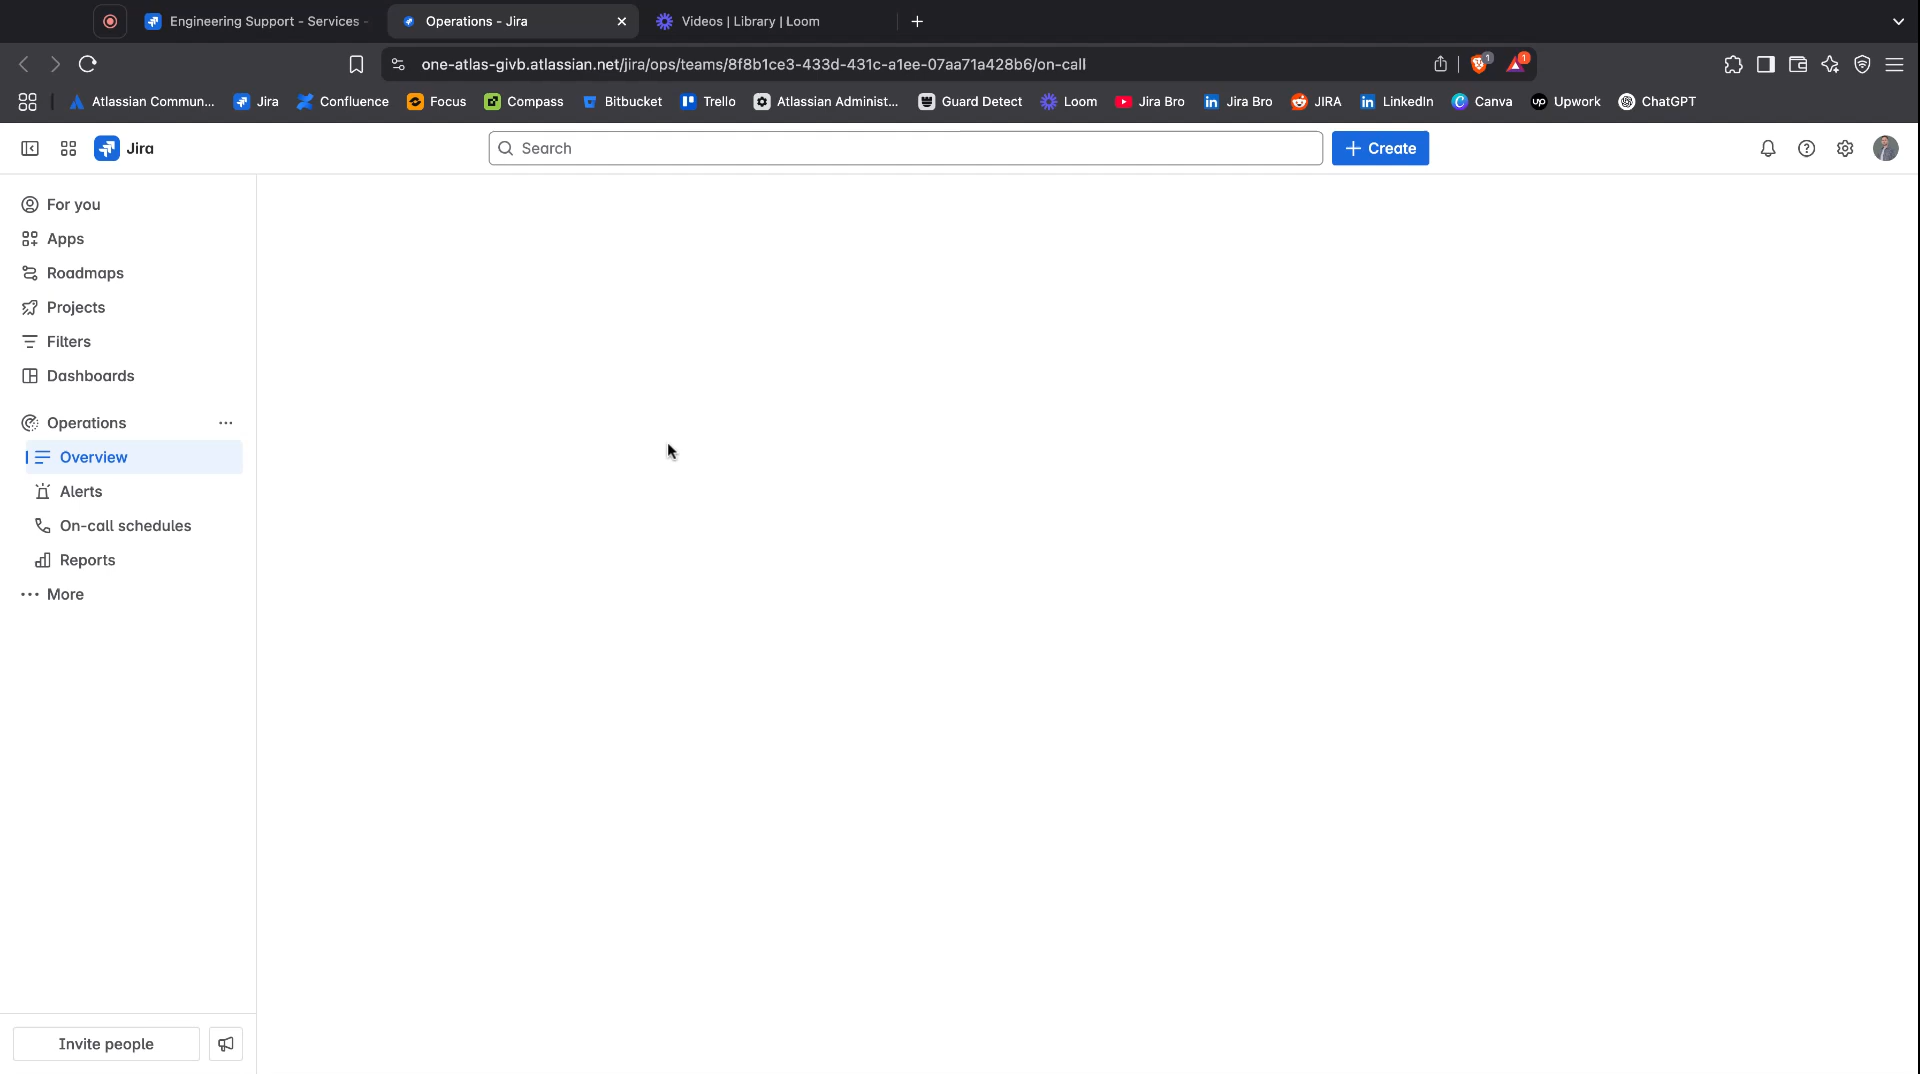 Engineering Support - Services -
Operations - Jira
Videos | Library | Loom
one-atlas-givb.atlassian.net/jira/ops/teams/8f8b1ce3-433d-431c-a1ee-07aa71a428b6/on-call
1
1
Atlassian Commun...
Jira
Confluence
Focus
Compass
Bitbucket
Trello
Atlassian Administ...
Guard Detect
Loom
Jira Bro
Jira Bro
JIRA
LinkedIn
Canva
Upwork
ChatGPT
Jira
Search
Create
For you
Apps
Roadmaps
Projects
Filters
Dashboards
Operations
Overview
Alerts
On-call schedules
Reports
More
Invite people